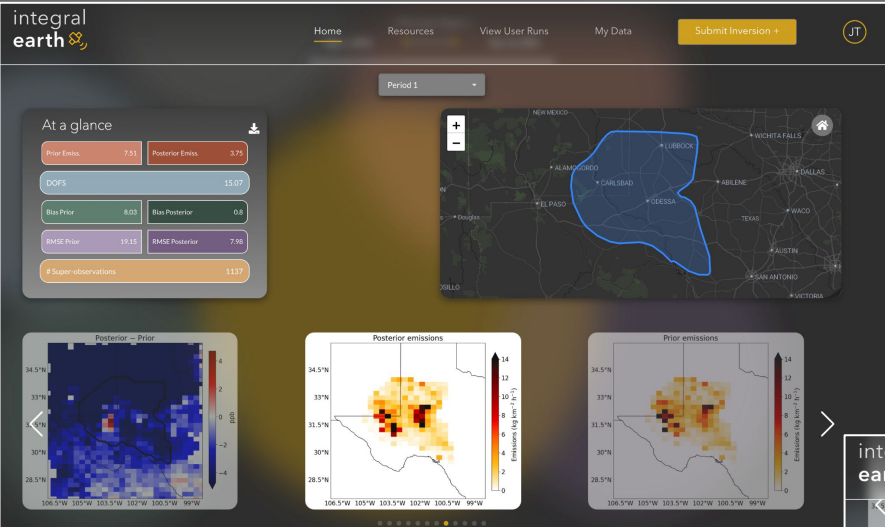 integral
earth
Home Resources View User Runs My Data Submit Inversion + JT
Period 1
At a glance
Prior Emiss. 7.51 Posterior Emiss. 3.75
DOFS 15.07
Bias Prior 8.03 Bias Posterior 0.8
RMSE Prior 19.15 RMSE Posterior 7.98
# Super-observations 1137
+
−
NEW MEXICO
WICHITA FALLS
LUBBOCK
ALAMOGORDO
DALLAS
CARLSBAD
ABILENE
EL PASO
ODESSA
Douglas
TEXAS
WACO
AUSTIN
SAN ANTONIO
OSILLO
VICTORIA
Posterior − Prior
34.5°N
33°N
31.5°N
30°N
28.5°N
106.5°W 105°W 103.5°W 102°W 100.5°W 99°W
4
2
0
−2
−4
ppb
Posterior emissions
34.5°N
33°N
31.5°N
30°N
28.5°N
106.5°W 105°W 103.5°W 102°W 100.5°W 99°W
14
12
10
8
6
4
2
0
Emissions (kg km⁻² h⁻¹)
Prior emissions
34.5°N
33°N
31.5°N
30°N
28.5°N
106.5°W 105°W 103.5°W 102°W 100.5°W 99°W
14
12
10
8
6
4
2
0
Emissions (kg km⁻² h⁻¹)
inte
ear